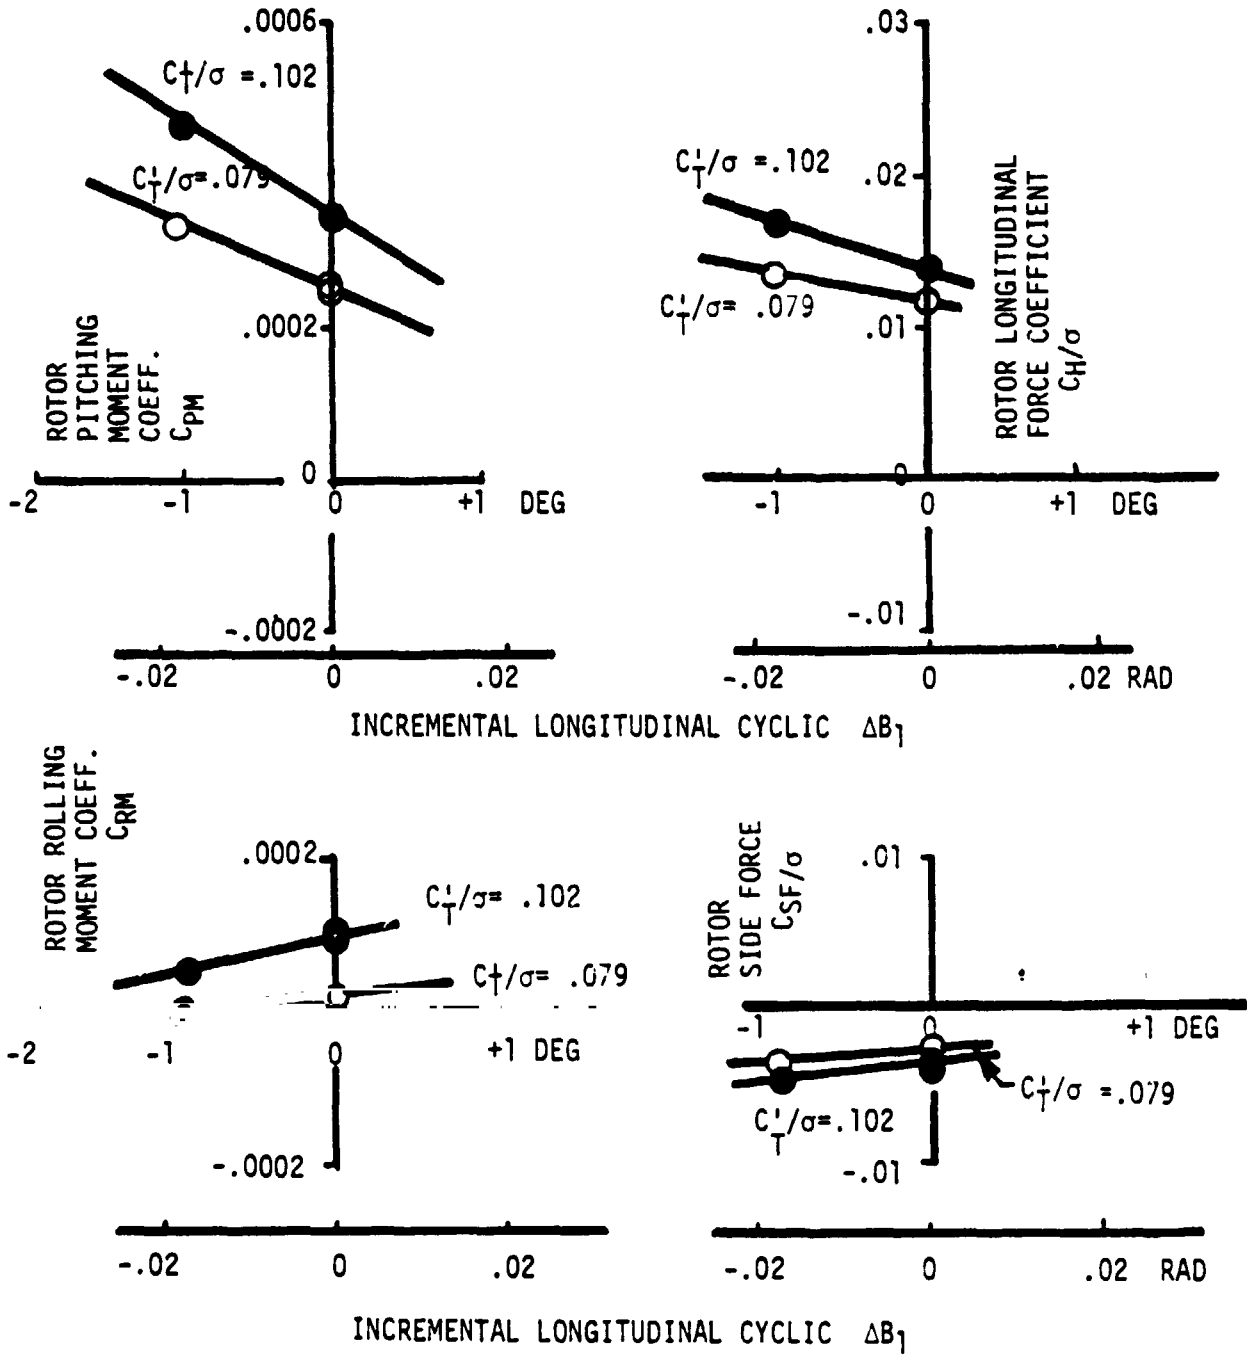 .0006
C'T/σ =.102
C'T/σ=.079
.0002
ROTOR
PITCHING
MOMENT
COEFF.
CPM
0
-2 -1 0 +1 DEG
-.0002
-.02 0 .02
.03
C'T/σ =.102
.02
C'T/σ= .079
.01
ROTOR LONGITUDINAL
FORCE COEFFICIENT
CH/σ
0
-1 0 +1 DEG
-.01
-.02 0 .02 RAD
INCREMENTAL LONGITUDINAL CYCLIC ΔB1
ROTOR ROLLING
MOMENT COEFF.
CRM
.0002
C'T/σ= .102
C'T/σ= .079
-2 -1 0 +1 DEG
-.0002
-.02 0 .02
ROTOR
SIDE FORCE
CSF/σ
.01
-1 0 +1 DEG
C'T/σ =.079
C'T/σ=.102
-.01
-.02 0 .02 RAD
INCREMENTAL LONGITUDINAL CYCLIC ΔB1